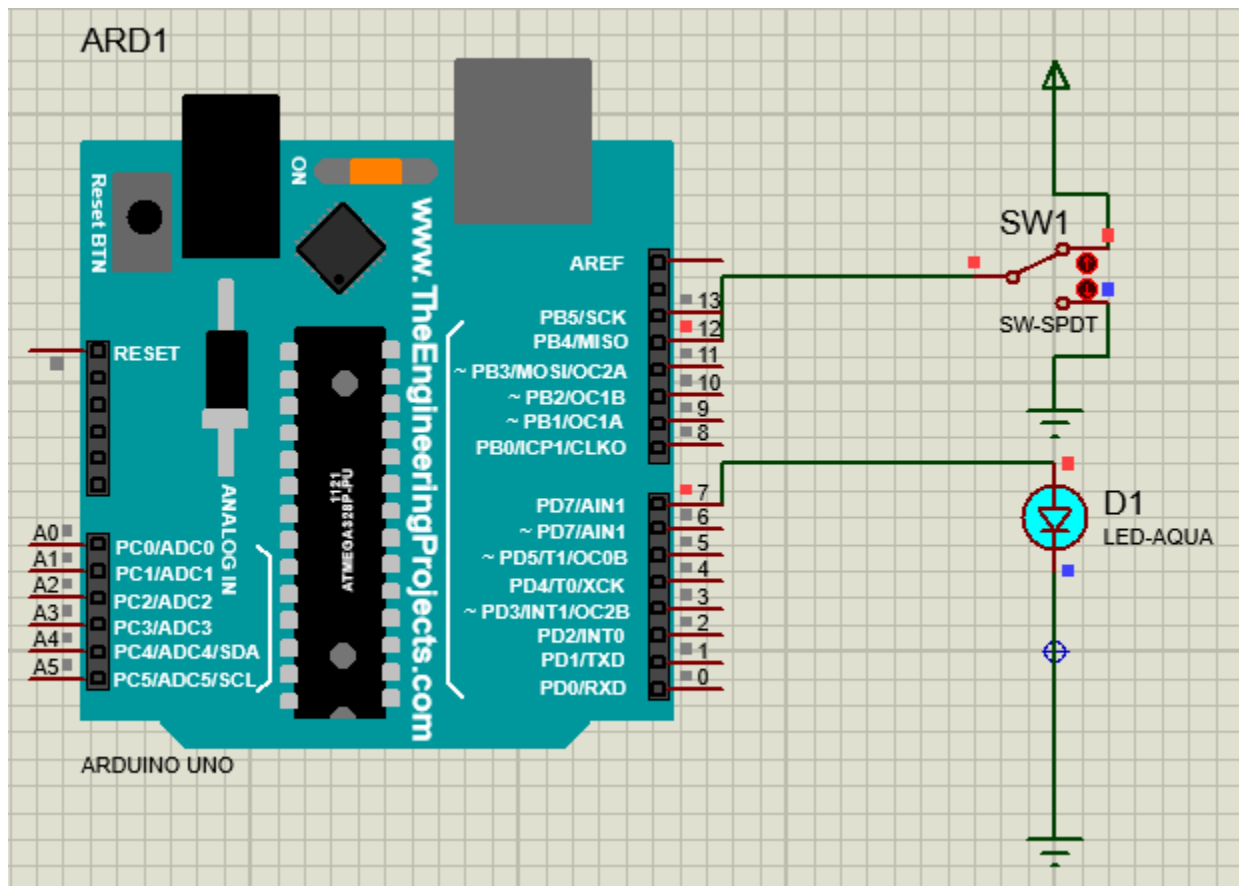 ARD1
ON
Reset BTN
www.TheEngineeringProjects.com
RESET
ANALOG IN
1121
ATMEGA328P-PU
AREF
PB5/SCK 13
PB4/MISO 12
~ PB3/MOSI/OC2A 11
~ PB2/OC1B 10
~ PB1/OC1A 9
PB0/ICP1/CLKO 8
PD7/AIN1 7
~ PD7/AIN1 6
~ PD5/T1/OC0B 5
PD4/T0/XCK 4
~ PD3/INT1/OC2B 3
PD2/INT0 2
PD1/TXD 1
PD0/RXD 0
A0 PC0/ADC0
A1 PC1/ADC1
A2 PC2/ADC2
A3 PC3/ADC3
A4 PC4/ADC4/SDA
A5 PC5/ADC5/SCL
ARDUINO UNO
SW1
SW-SPDT
D1
LED-AQUA